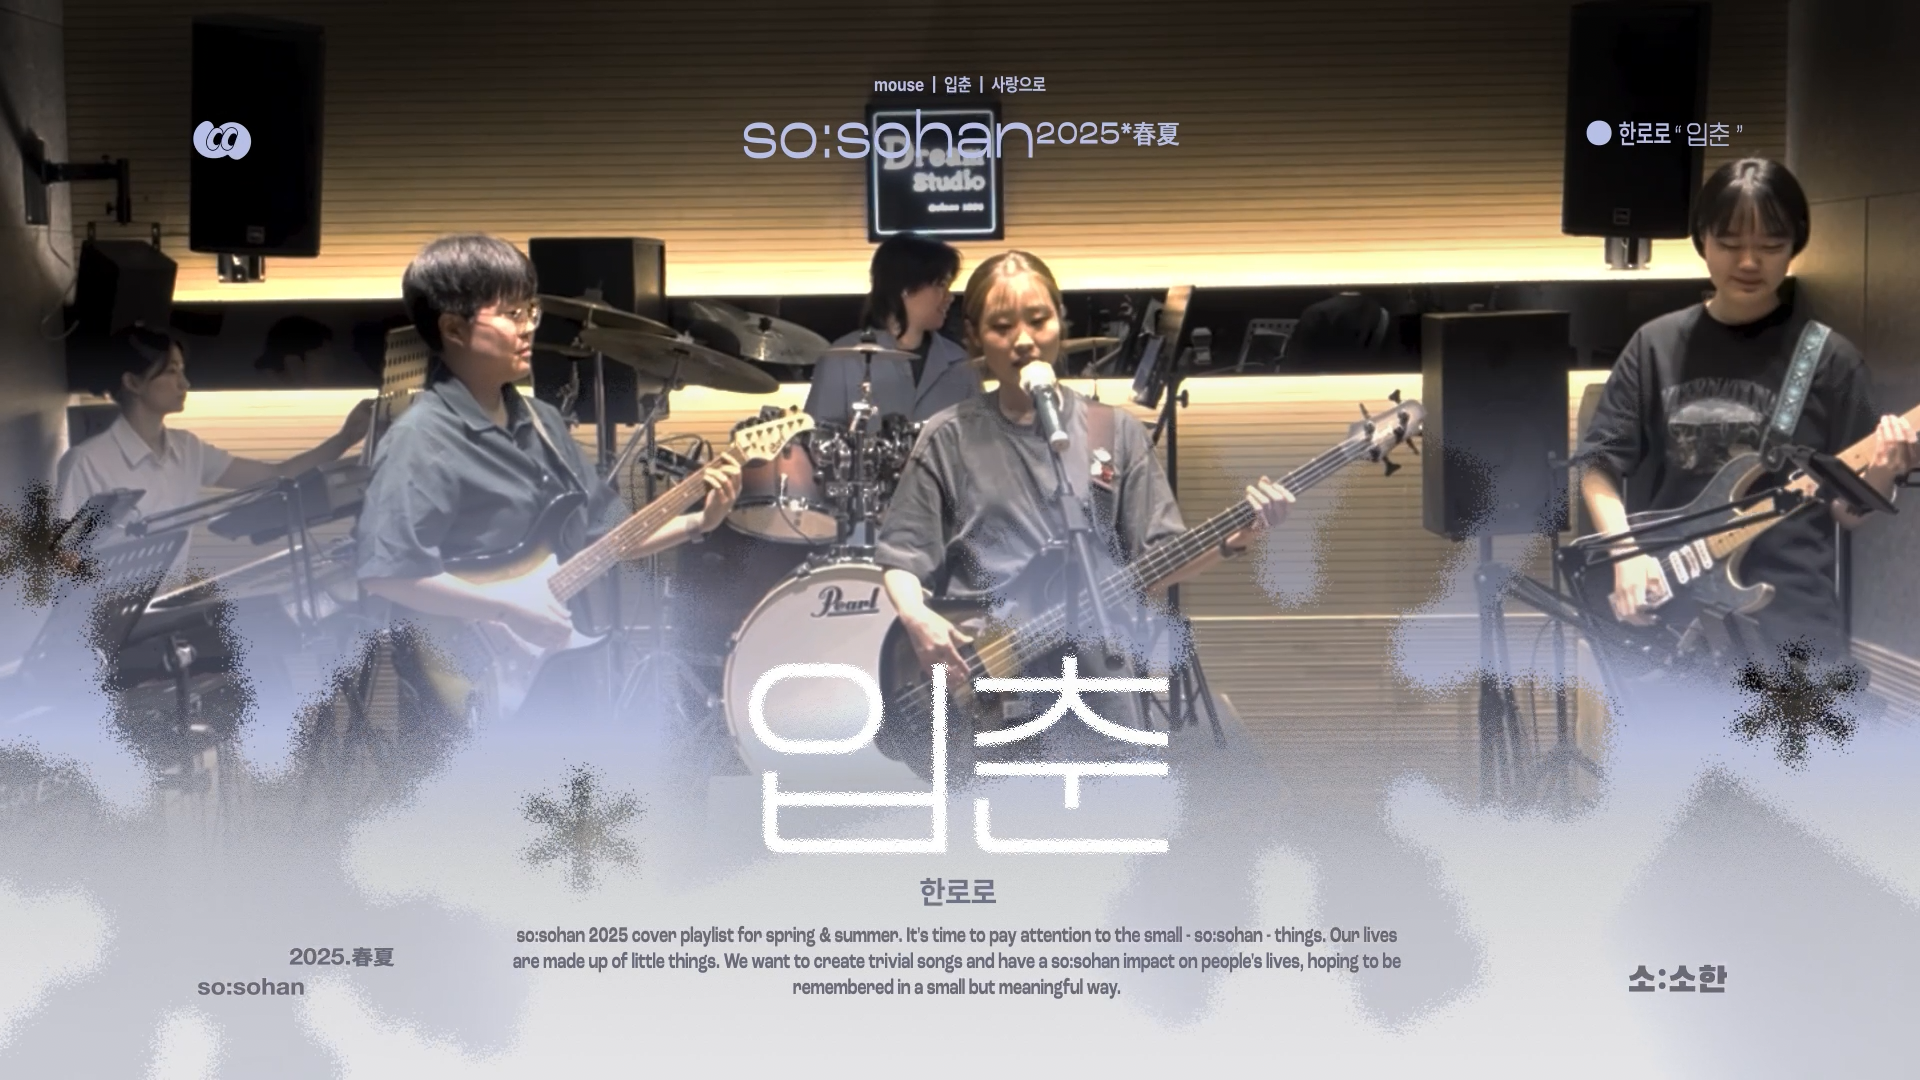 mouse | 입춘 | 사랑으로
so:sohan2025*春夏
한로로 “ 입춘 ”
Dream
Studio
Pearl
입춘
한로로
so:sohan 2025 cover playlist for spring & summer. It's time to pay attention to the small - so:sohan - things. Our lives
are made up of little things. We want to create trivial songs and have a so:sohan impact on people's lives, hoping to be
remembered in a small but meaningful way.
2025.春夏
so:sohan
소:소한